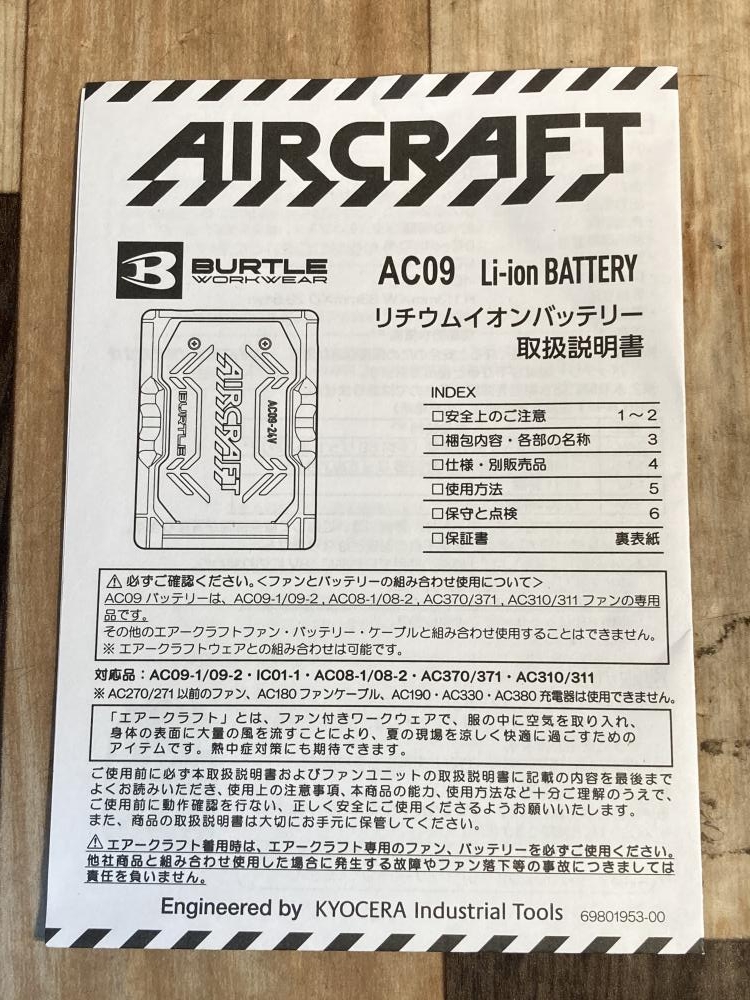 AIRCRAFT
B BURTLE
WORKWEAR
AC09 Li-ion BATTERY
リチウムイオンバッテリー
取扱説明書
AIRCRAFT
BURTLE
AC09-24V
INDEX
□安全上のご注意 1～2
□梱包内容・各部の名称 3
□仕様・別販売品 4
□使用方法 5
□保守と点検 6
□保証書 裏表紙
⚠ 必ずご確認ください。<ファンとバッテリーの組み合わせ使用について>
AC09 バッテリーは、AC09-1/09-2 , AC08-1/08-2 , AC370/371 , AC310/311 ファンの専用
品です。
その他のエアークラフトファン・バッテリー・ケーブルと組み合わせ使用することはできません。
※ エアークラフトウェアとの組み合わせは可能です。
対応品：AC09-1/09-2・IC01-1・AC08-1/08-2・AC370/371・AC310/311
※ AC270/271 以前のファン、AC180 ファンケーブル、AC190・AC330・AC380 充電器は使用できません。
「エアークラフト」とは、ファン付きワークウェアで、服の中に空気を取り入れ、
身体の表面に大量の風を流すことにより、夏の現場を涼しく快適に過ごすための
アイテムです。熱中症対策にも期待できます。
ご使用前に必ず本取扱説明書およびファンユニットの取扱説明書に記載の内容を最後まで
よくお読みいただき、使用上の注意事項、本商品の能力、使用方法など十分ご理解のうえで、
ご使用前に動作確認を行ない、正しく安全にご使用くださるようお願いいたします。
また、商品の取扱説明書は大切にお手元に保管してください。
⚠ エアークラフト着用時は、エアークラフト専用のファン、バッテリーを必ずご使用ください。
他社商品と組み合わせ使用した場合に発生する故障やファン落下等の事故につきましては
責任を負いません。
Engineered by KYOCERA Industrial Tools 69801953-00